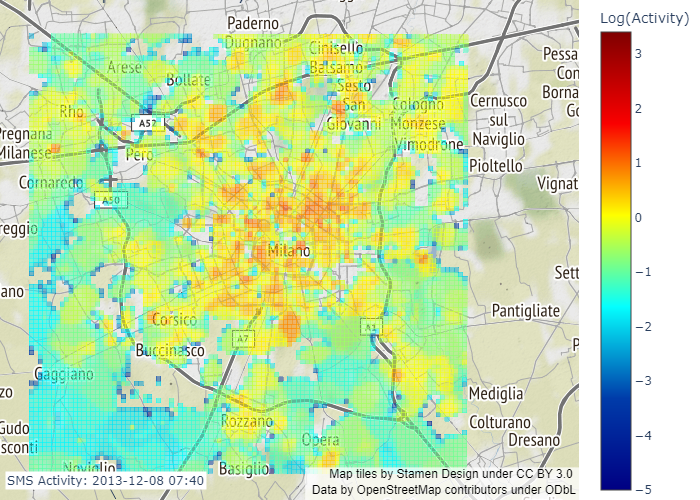 Log(Activity)
Paderno
Dugnano
Cinisello
Balsamo
Arese
Bollate
Sesto
San
Giovanni
Cologno
Monzese
Pessa
Con
Borna
Go
Rho
A57
Cernusco
sul
Naviglio
Pregnana
Milanese
Pero
Vimodrone
Pioltello
Cornaredo
Vignat
A50
reggio
Milano
Sett
ano
Pantigliate
Corsico
A7
A1
Buccinasco
P
Gaggiano
zo
Mediglia
Rozzano
Colturano
Gudo
sconti
Opera
Dresano
Noviglio
Basiglio
SMS Activity: 2013-12-08 07:40
Map tiles by Stamen Design under CC BY 3.0
Data by OpenStreetMap contributors under ODbL
3
2
1
0
−1
−2
−3
−4
−5